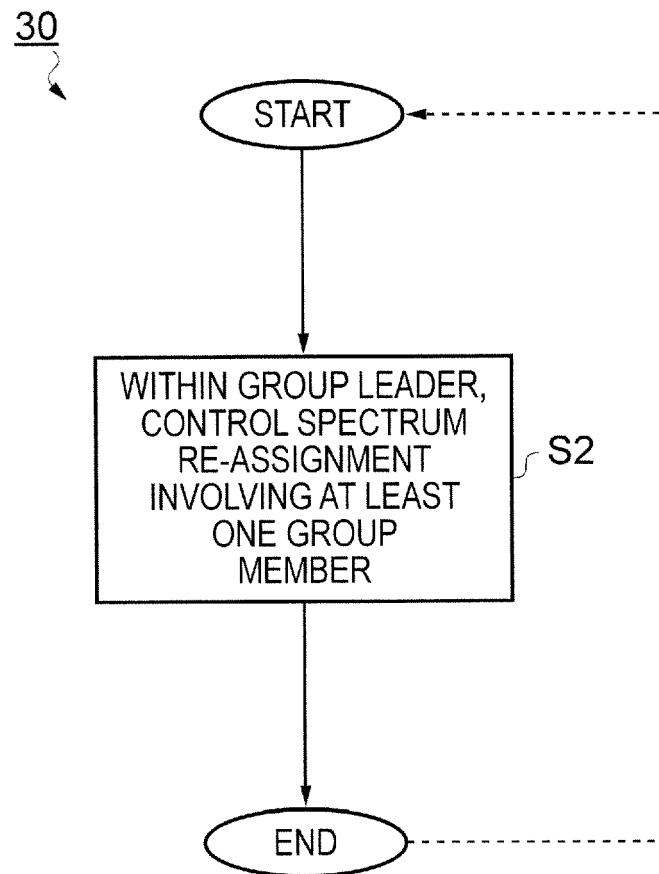 30
START
WITHIN GROUP LEADER,
CONTROL SPECTRUM
RE-ASSIGNMENT
INVOLVING AT LEAST
ONE GROUP
MEMBER
S2
END